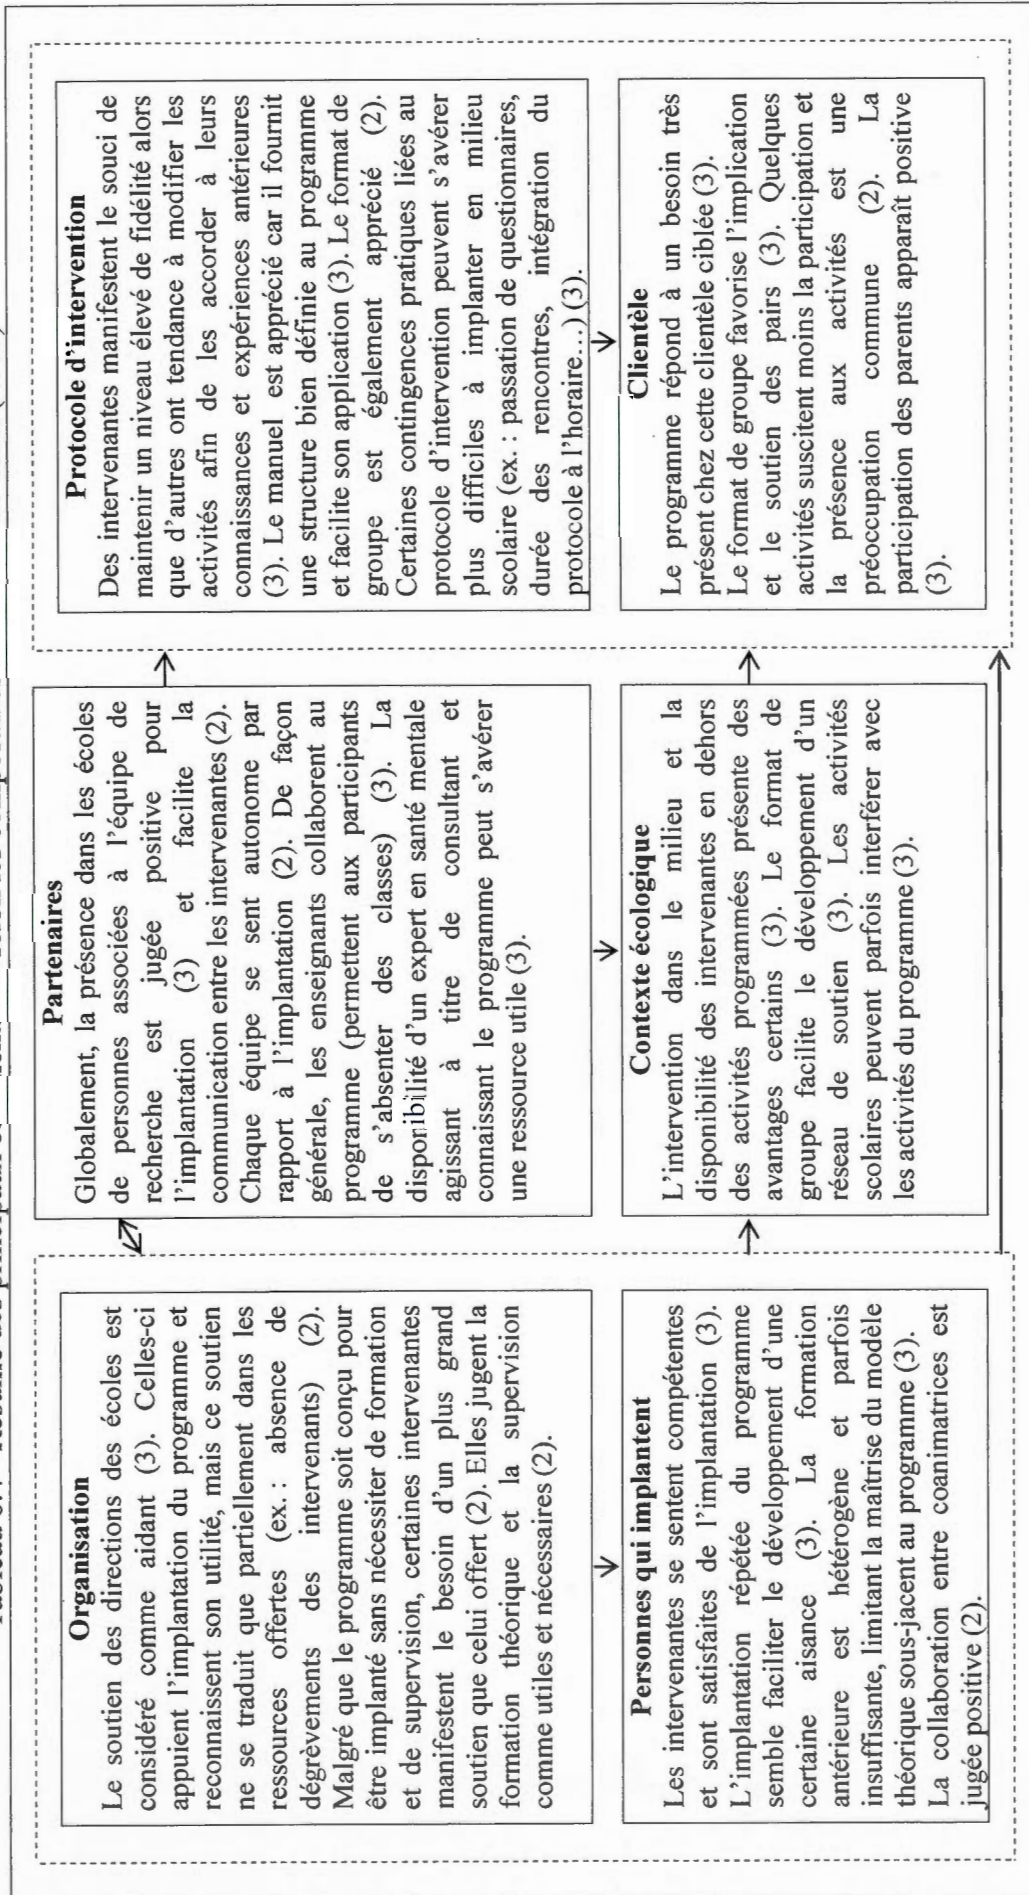 Organisation
Le soutien des directions des écoles est
considéré comme aidant (3). Celles-ci
appuient l'implantation du programme et
reconnaissent son utilité, mais ce soutien
ne se traduit que partiellement dans les
ressources offertes (ex. : absence de
dégrèvements des intervenants) (2).
Malgré que le programme soit conçu pour
être implanté sans nécessiter de formation
et de supervision, certaines intervenantes
manifestent le besoin d'un plus grand
soutien que celui offert (2). Elles jugent la
formation théorique et la supervision
comme utiles et nécessaires (2).
Personnes qui implantent
Les intervenantes se sentent compétentes
et sont satisfaites de l'implantation (3).
L'implantation répétée du programme
semble faciliter le développement d'une
certaine aisance (3). La formation
antérieure est hétérogène et parfois
insuffisante, limitant la maîtrise du modèle
théorique sous-jacent au programme (3).
La collaboration entre coanimatrices est
jugée positive (2).
Partenaires
Globalement, la présence dans les écoles
de personnes associées à l'équipe de
recherche est jugée positive pour
l'implantation (3) et facilite la
communication entre les intervenantes (2).
Chaque équipe se sent autonome par
rapport à l'implantation (2). De façon
générale, les enseignants collaborent au
programme (permettent aux participants
de s'absenter des classes) (3). La
disponibilité d'un expert en santé mentale
agissant à titre de consultant et
connaissant le programme peut s'avérer
une ressource utile (3).
Contexte écologique
L'intervention dans le milieu et la
disponibilité des intervenantes en dehors
des activités programmées présente des
avantages certains (3). Le format de
groupe facilite le développement d'un
réseau de soutien (3). Les activités
scolaires peuvent parfois interférer avec
les activités du programme (3).
Protocole d'intervention
Des intervenantes manifestent le souci de
maintenir un niveau élevé de fidélité alors
que d'autres ont tendance à modifier les
activités afin de les accorder à leurs
connaissances et expériences antérieures
(3). Le manuel est apprécié car il fournit
une structure bien définie au programme
et facilite son application (3). Le format de
groupe est également apprécié (2).
Certaines contingences pratiques liées au
protocole d'intervention peuvent s'avérer
plus difficiles à implanter en milieu
scolaire (ex. : passation de questionnaires,
durée des rencontres, intégration du
protocole à l'horaire...) (3).
Clientèle
Le programme répond à un besoin très
présent chez cette clientèle ciblée (3).
Le format de groupe favorise l'implication
et le soutien des pairs (3). Quelques
activités suscitent moins la participation et
la présence aux activités est une
préoccupation commune (2). La
participation des parents apparaît positive
(3).